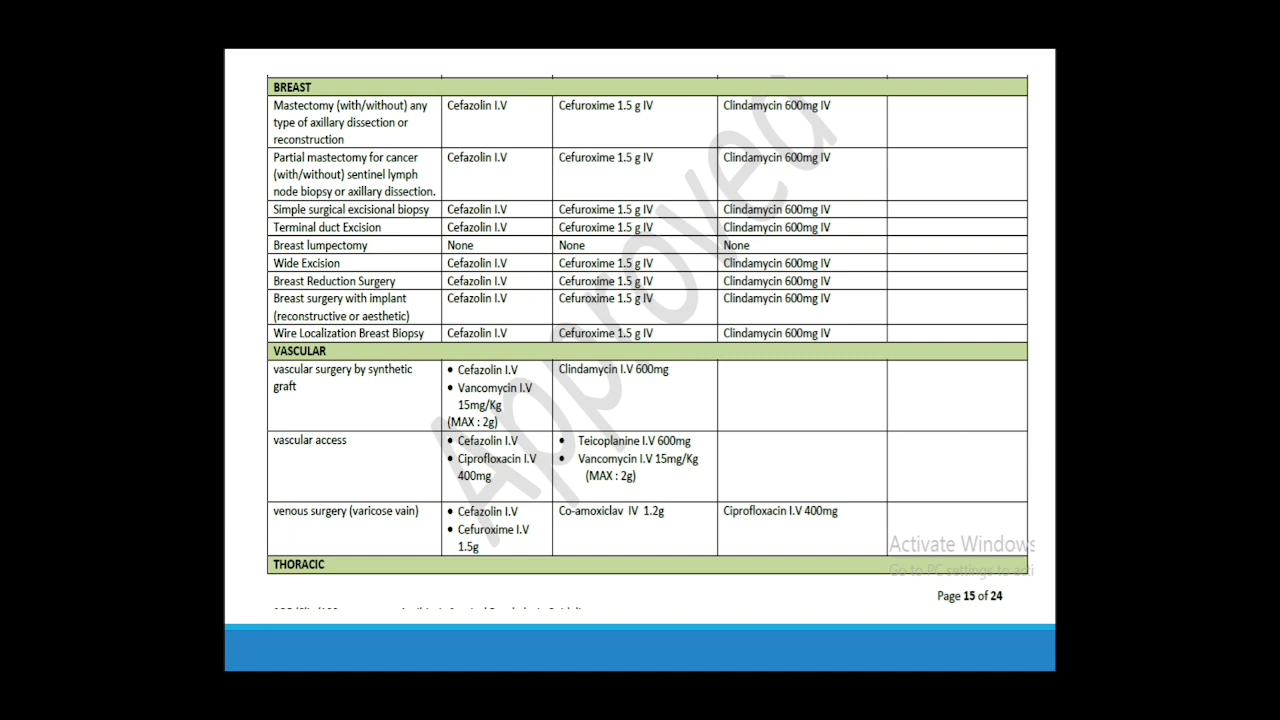 BREAST
Mastectomy (with/without) any Cefazolin I.V Cefuroxime 1.5 g IV Clindamycin 600mg IV
type of axillary dissection or
reconstruction
Partial mastectomy for cancer Cefazolin I.V Cefuroxime 1.5 g IV Clindamycin 600mg IV
(with/without) sentinel lymph
node biopsy or axillary dissection.
Simple surgical excisional biopsy Cefazolin I.V Cefuroxime 1.5 g IV Clindamycin 600mg IV
Terminal duct Excision Cefazolin I.V Cefuroxime 1.5 g IV Clindamycin 600mg IV
Breast lumpectomy None None None
Wide Excision Cefazolin I.V Cefuroxime 1.5 g IV Clindamycin 600mg IV
Breast Reduction Surgery Cefazolin I.V Cefuroxime 1.5 g IV Clindamycin 600mg IV
Breast surgery with implant Cefazolin I.V Cefuroxime 1.5 g IV Clindamycin 600mg IV
(reconstructive or aesthetic)
Wire Localization Breast Biopsy Cefazolin I.V Cefuroxime 1.5 g IV Clindamycin 600mg IV
VASCULAR
vascular surgery by synthetic • Cefazolin I.V Clindamycin I.V 600mg
graft • Vancomycin I.V
15mg/Kg
(MAX : 2g)
vascular access • Cefazolin I.V • Teicoplanine I.V 600mg
• Ciprofloxacin I.V • Vancomycin I.V 15mg/Kg
400mg (MAX : 2g)
venous surgery (varicose vain) • Cefazolin I.V Co-amoxiclav IV 1.2g Ciprofloxacin I.V 400mg
• Cefuroxime I.V
1.5g
THORACIC
Approved
Activate Windows
Go to PC settings to acti
Page 15 of 24